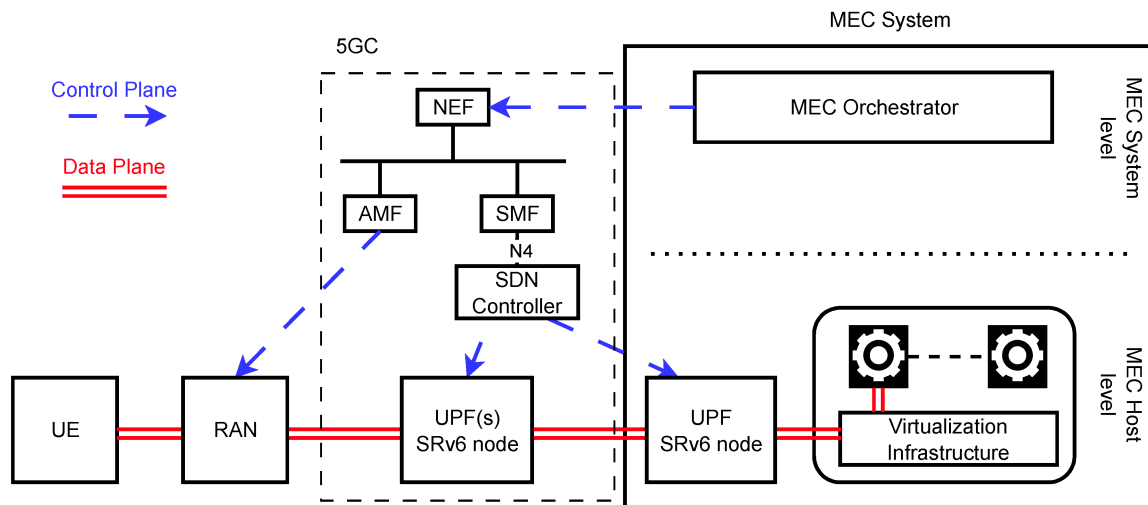 MEC System
5GC
Control Plane
Data Plane
NEF
MEC Orchestrator
MEC System
level
AMF
SMF
N4
SDN
Controller
UE
RAN
UPF(s)
SRv6 node
UPF
SRv6 node
Virtualization
Infrastructure
MEC Host
level